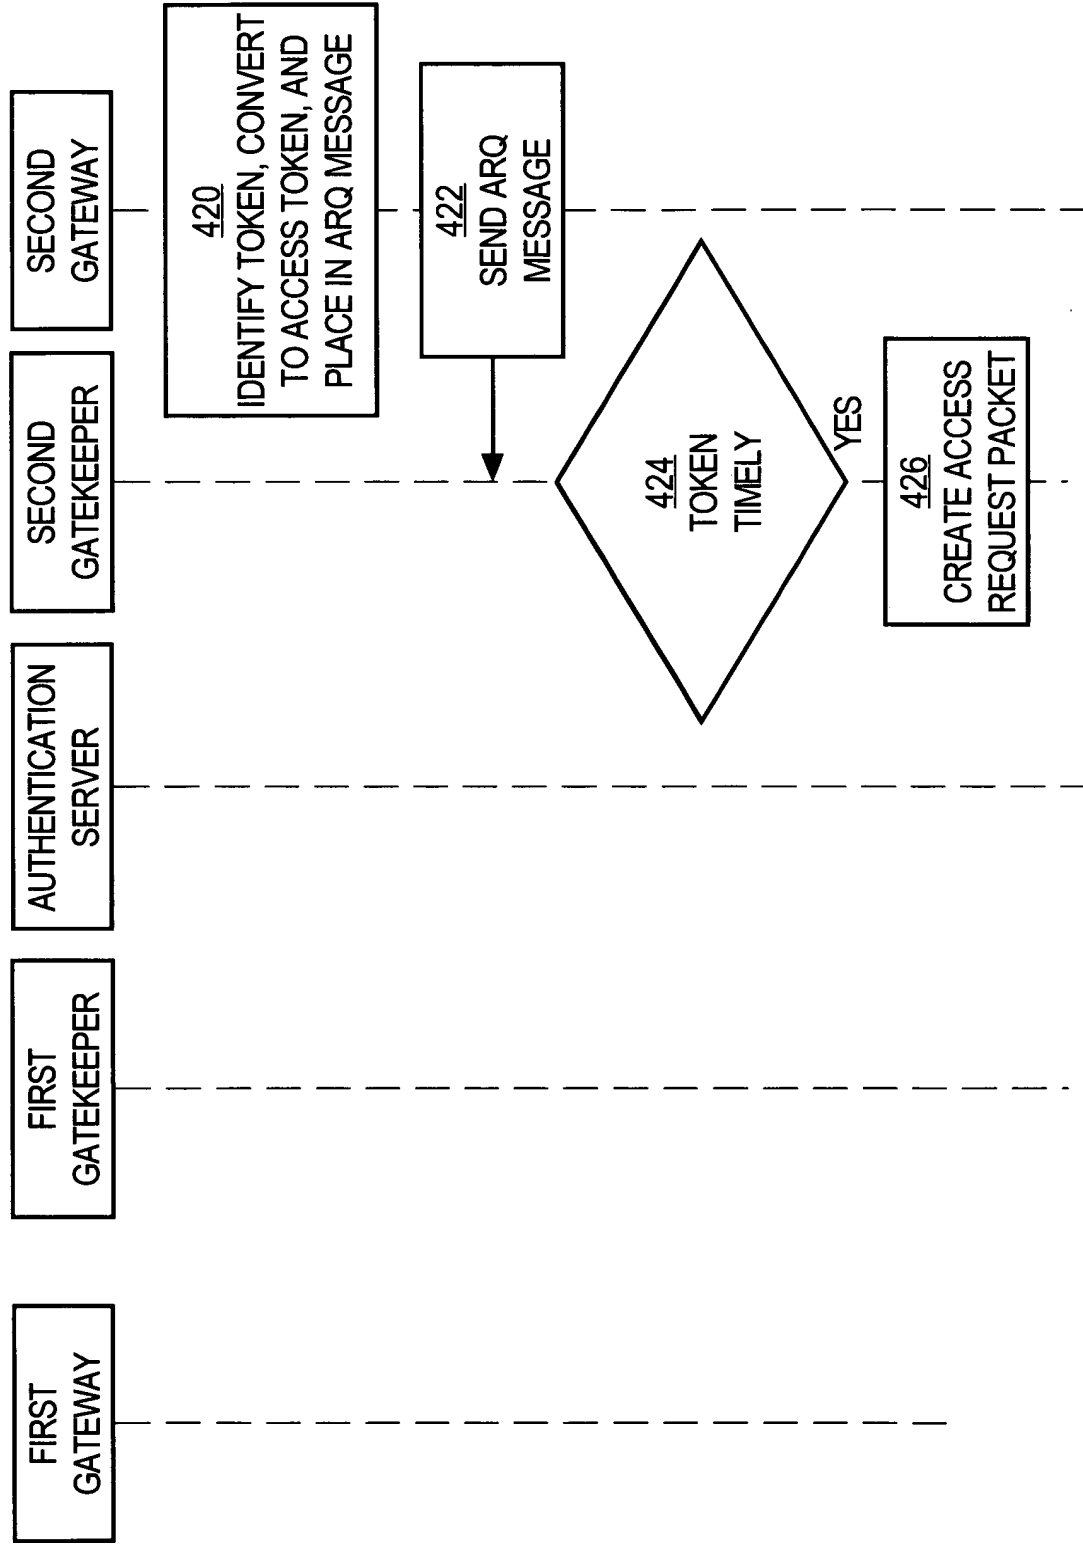 FIRST
GATEWAY
FIRST
GATEKEEPER
AUTHENTICATION
SERVER
SECOND
GATEKEEPER
SECOND
GATEWAY
420
IDENTIFY TOKEN, CONVERT
TO ACCESS TOKEN, AND
PLACE IN ARQ MESSAGE
422
SEND ARQ
MESSAGE
424
TOKEN
TIMELY
YES
426
CREATE ACCESS
REQUEST PACKET